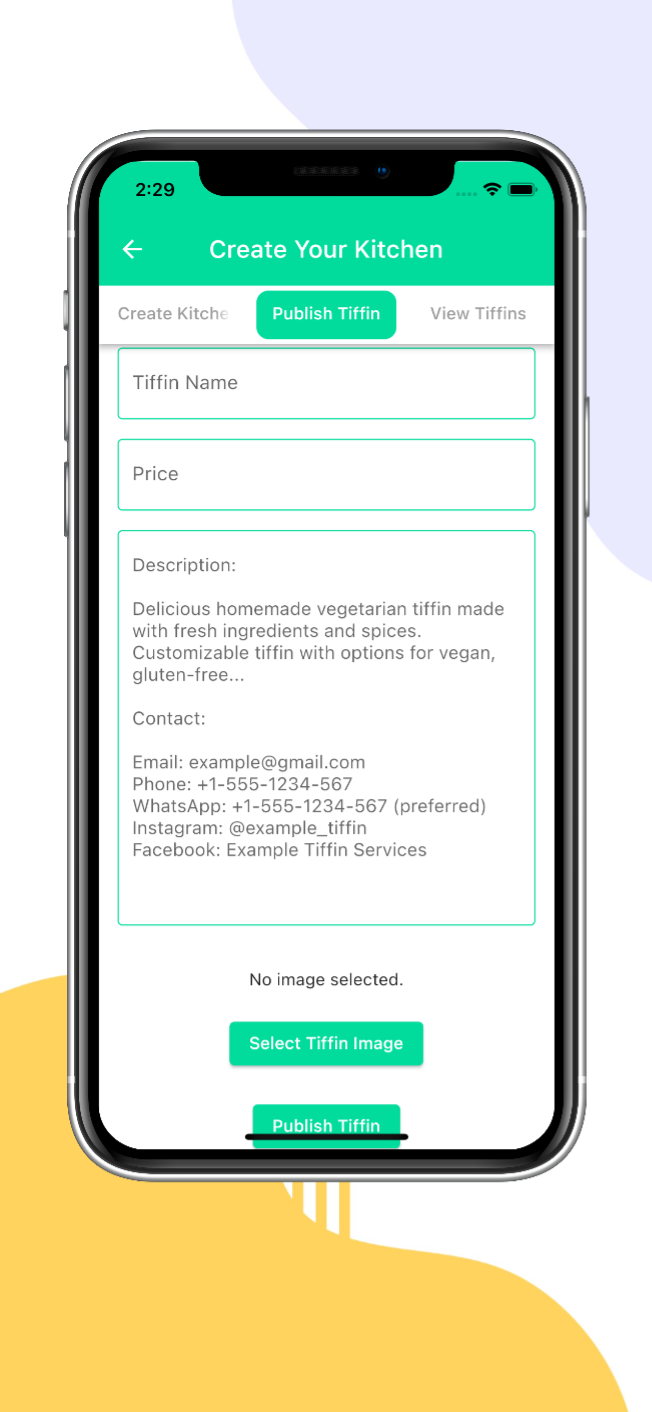 2:29
Create Your Kitchen
Create Kitche
Publish Tiffin
View Tiffins
Tiffin Name
Price
Description:
Delicious homemade vegetarian tiffin made
with fresh ingredients and spices.
Customizable tiffin with options for vegan,
gluten-free...
Contact:
Email: example@gmail.com
Phone: +1-555-1234-567
WhatsApp: +1-555-1234-567 (preferred)
Instagram: @example_tiffin
Facebook: Example Tiffin Services
No image selected.
Select Tiffin Image
Publish Tiffin